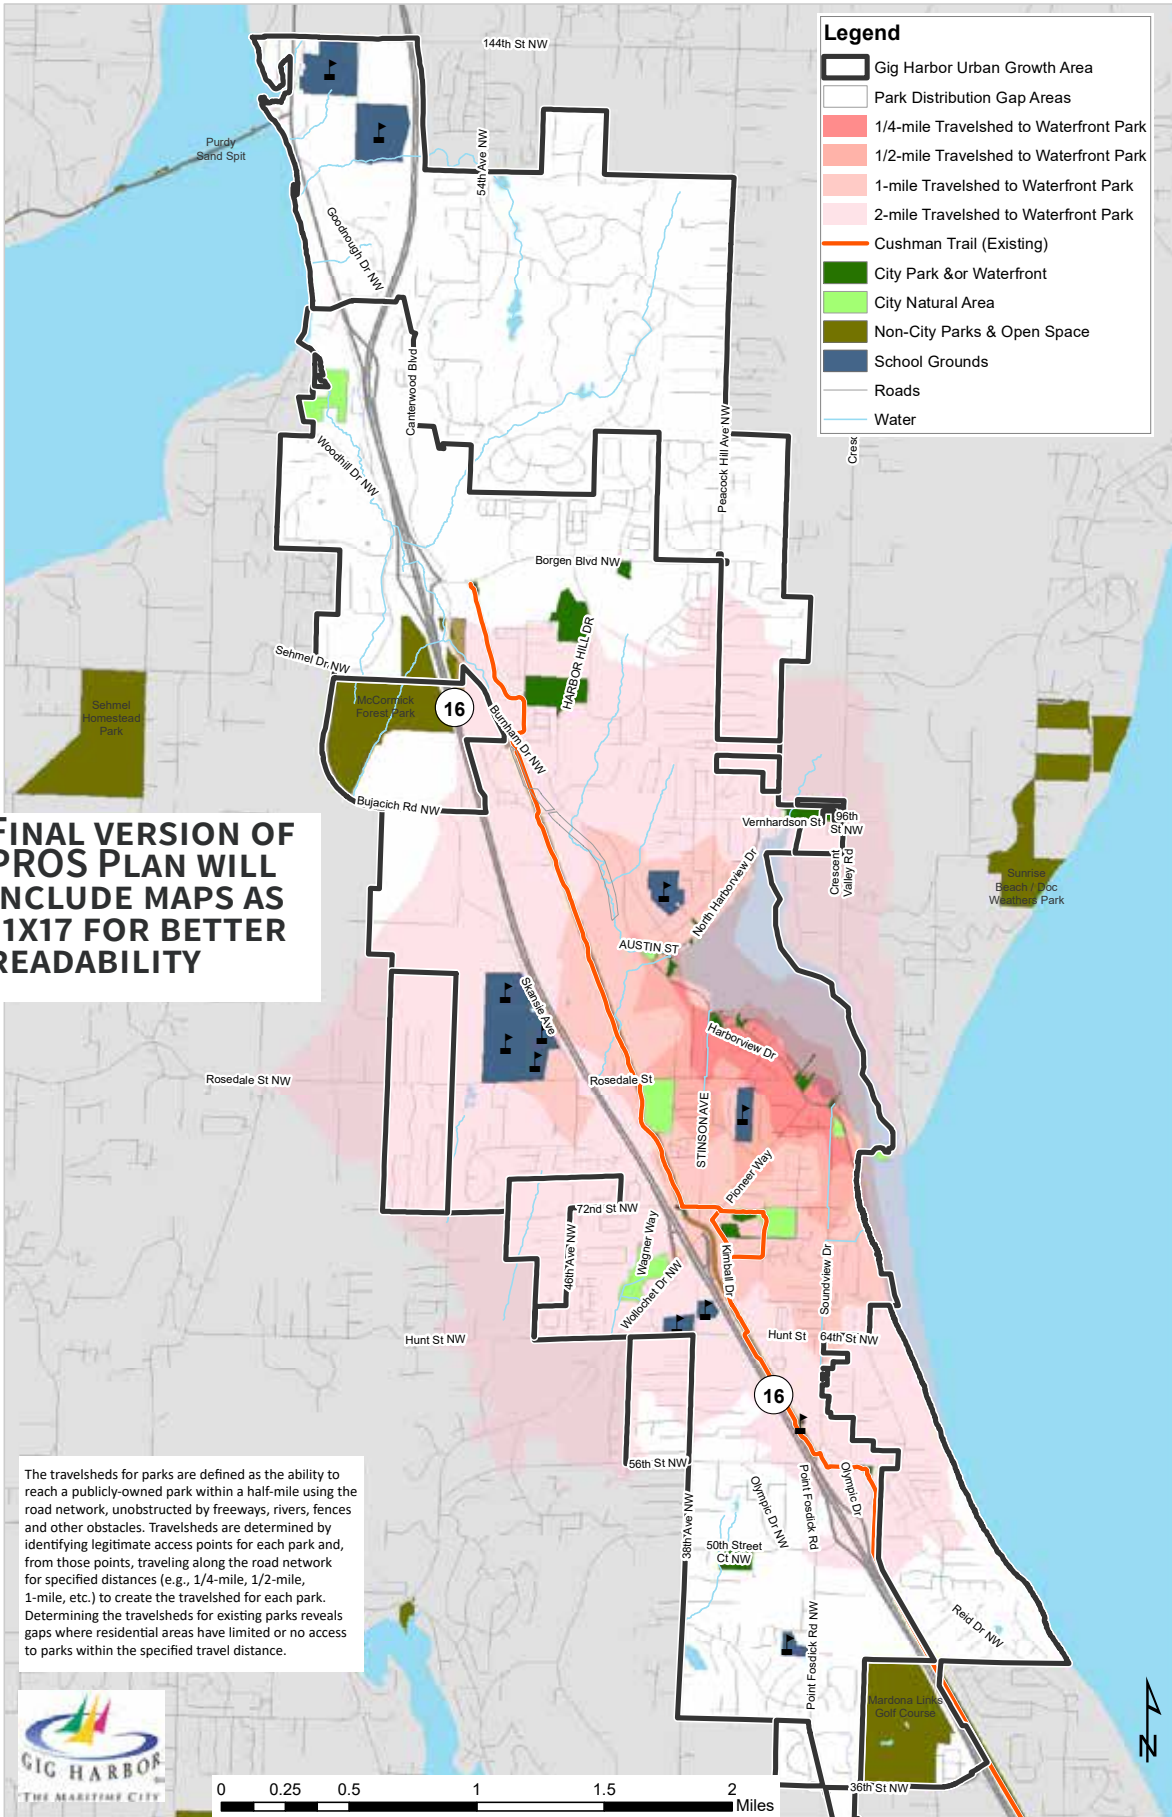 144th St NW
Purdy
Sand Spit
54th Ave NW
Goodnough Dr NW
Canterwood Blvd
Woodhill Dr NW
Peacock Hill Ave NW
Cresc
Legend
Gig Harbor Urban Growth Area
Park Distribution Gap Areas
1/4-mile Travelshed to Waterfront Park
1/2-mile Travelshed to Waterfront Park
1-mile Travelshed to Waterfront Park
2-mile Travelshed to Waterfront Park
Cushman Trail (Existing)
City Park &or Waterfront
City Natural Area
Non-City Parks & Open Space
School Grounds
Roads
Water
Borgen Blvd NW
HARBOR HILL DR
Sehmel Dr NW
Sehmel
Homestead
Park
McCormick
Forest Park
16
Burnham Dr NW
Bujacich Rd NW
Vernhardson St
96th
St NW
Crescent
Valley Rd
North Harborview Dr
Sunrise
Beach / Doc
Weathers Park
FINAL VERSION OF
PROS PLAN WILL
INCLUDE MAPS AS
11X17 FOR BETTER
READABILITY
AUSTIN ST
Skansie Ave
Harborview Dr
Rosedale St NW
Rosedale St
STINSON AVE
Pioneer Way
72nd St NW
46th Ave NW
Wagner Way
Wollochet Dr NW
Kimball Dr
Soundview Dr
Hunt St NW
Hunt St
64th St NW
16
56th St NW
38th Ave NW
Olympic Dr NW
Point Fosdick Rd
Olympic Dr
50th Street
Ct NW
Point Fosdick Rd NW
Reid Dr NW
The travelsheds for parks are defined as the ability to
reach a publicly-owned park within a half-mile using the
road network, unobstructed by freeways, rivers, fences
and other obstacles. Travelsheds are determined by
identifying legitimate access points for each park and,
from those points, traveling along the road network
for specified distances (e.g., 1/4-mile, 1/2-mile,
1-mile, etc.) to create the travelshed for each park.
Determining the travelsheds for existing parks reveals
gaps where residential areas have limited or no access
to parks within the specified travel distance.
Mardona Links
Golf Course
36th St NW
GIG HARBOR
THE MARITIME CITY
0 0.25 0.5 1 1.5 2
Miles
N